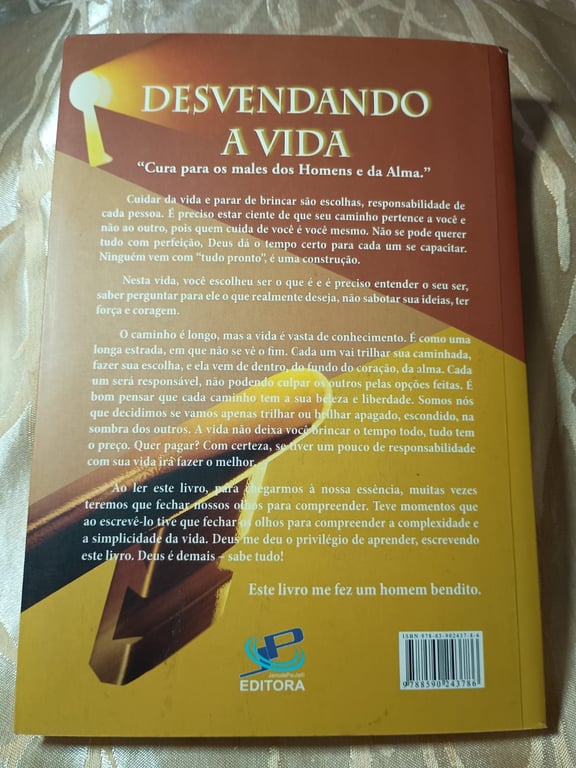 DESVENDANDO
A VIDA
“Cura para os males dos Homens e da Alma.”
Cuidar da vida e parar de brincar são escolhas, responsabilidade de
cada pessoa. É preciso estar ciente de que seu caminho pertence a você e
não ao outro, pois quem cuida de você é você mesmo. Não se pode querer
tudo com perfeição, Deus dá o tempo certo para cada um se capacitar.
Ninguém vem com “tudo pronto”, é uma construção.
Nesta vida, você escolheu ser o que é e é preciso entender o seu ser,
saber perguntar para ele o que realmente deseja, não sabotar sua ideias, ter
força e coragem.
O caminho é longo, mas a vida é vasta de conhecimento. É como uma
longa estrada, em que não se vê o fim. Cada um vai trilhar sua caminhada,
fazer sua escolha, e ela vem de dentro, do fundo do coração, da alma. Cada
um será responsável, não podendo culpar os outros pelas opções feitas. É
bom pensar que cada caminho tem a sua beleza e liberdade. Somos nós
que decidimos se vamos apenas trilhar ou brilhar apagado, escondido, na
sombra dos outros. A vida não deixa você brincar o tempo todo, tudo tem
o preço. Quer pagar? Com certeza, se tiver um pouco de responsabilidade
com sua vida irá fazer o melhor.
Ao ler este livro, para chegarmos à nossa essência, muitas vezes
teremos que fechar nossos olhos para compreender. Teve momentos que
ao escrevê-lo tive que fechar os olhos para compreender a complexidade e
a simplicidade da vida. Deus me deu o privilégio de aprender, escrevendo
este livro. Deus é demais – sabe tudo!
Este livro me fez um homem bendito.
JP
EDITORA
ISBN 978-85-902437-8-6
9788590243786